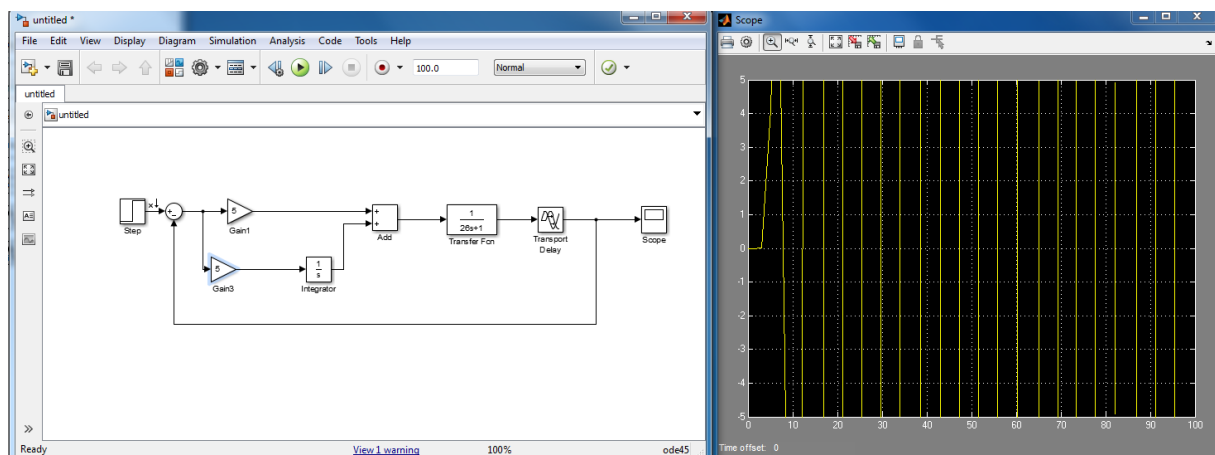 untitled *
File Edit View Display Diagram Simulation Analysis Code Tools Help
100.0
Normal
untitled
untitled
Step
+
-
5
Gain1
5
Gain3
1
s
Integrator
+
+
Add
1
26s+1
Transfer Fcn
Transport
Delay
Scope
Ready
View 1 warning
100%
ode45
Scope
5
4
3
2
1
0
-1
-2
-3
-4
-5
0 10 20 30 40 50 60 70 80 90 100
Time offset: 0